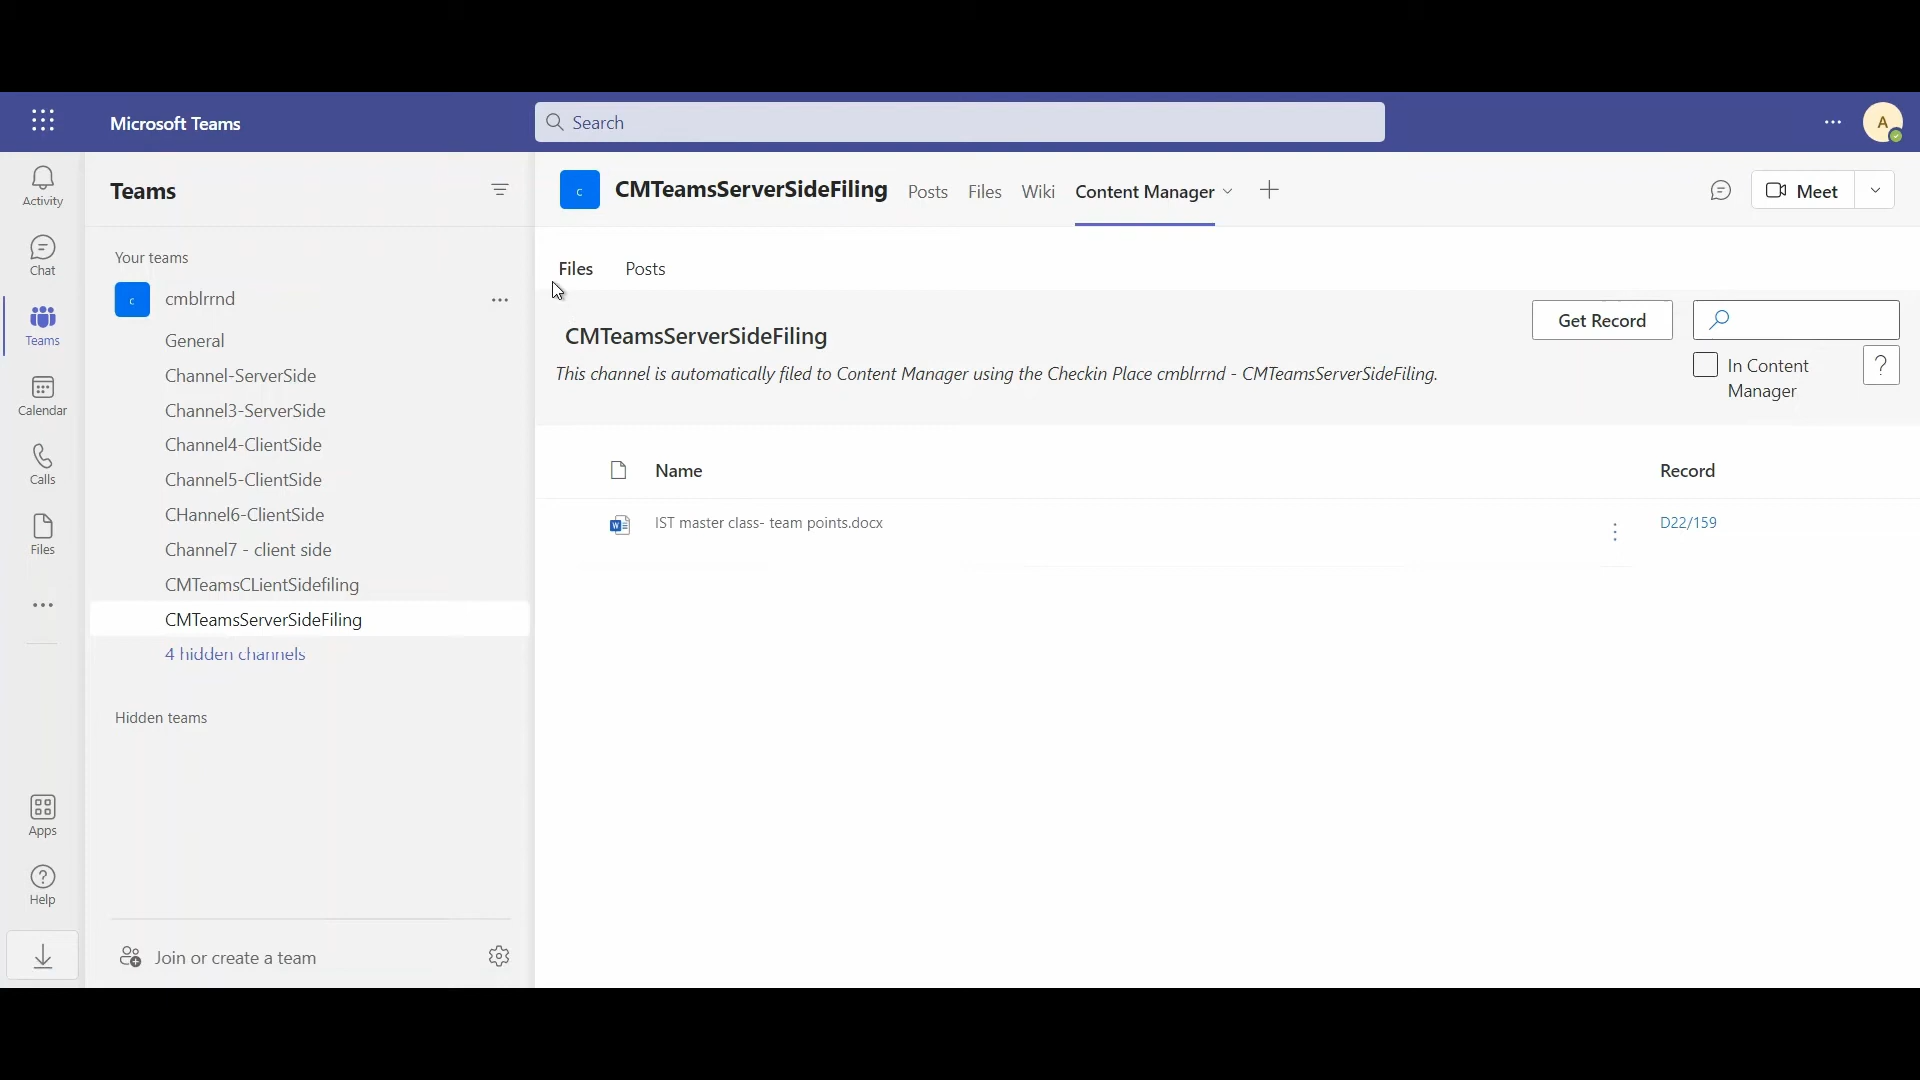 Microsoft Teams
Search
A
Activity
Chat
Teams
Calendar
Calls
Files
Apps
Help
Teams
Your teams
c
cmblrrnd
General
Channel-ServerSide
Channel3-ServerSide
Channel4-ClientSide
Channel5-ClientSide
CHannel6-ClientSide
Channel7 - client side
CMTeamsCLientSidefiling
CMTeamsServerSideFiling
4 hidden channels
Hidden teams
Join or create a team
c
CMTeamsServerSideFiling Posts Files Wiki Content Manager
Meet
Files Posts
Get Record
CMTeamsServerSideFiling
This channel is automatically filed to Content Manager using the Checkin Place cmblrrnd - CMTeamsServerSideFiling.
In Content
Manager
?
Name Record
IST master class- team points.docx D22/159